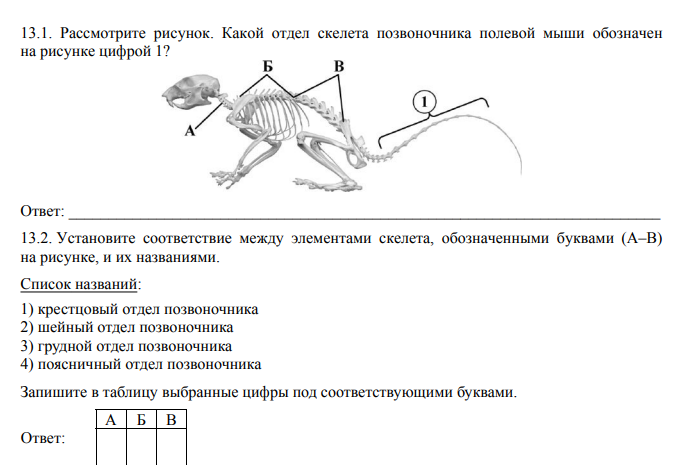 13.1. Рассмотрите рисунок. Какой отдел скелета позвоночника полевой мыши обозначен
на рисунке цифрой 1?
Б В
1
А
Ответ: ___________________________________________________________________________
13.2. Установите соответствие между элементами скелета, обозначенными буквами (А–В)
на рисунке, и их названиями.
Список названий:
1) крестцовый отдел позвоночника
2) шейный отдел позвоночника
3) грудной отдел позвоночника
4) поясничный отдел позвоночника
Запишите в таблицу выбранные цифры под соответствующими буквами.
А Б В
Ответ: